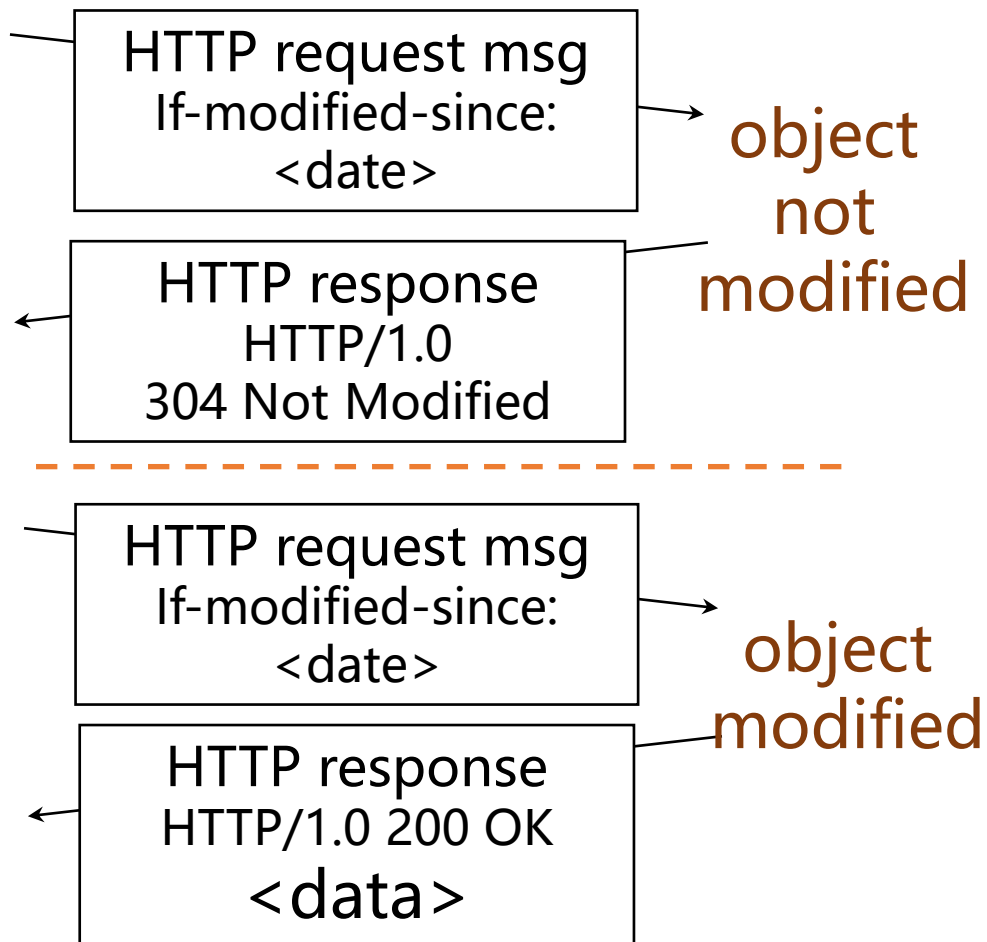 HTTP request msg
If-modified-since:
<date>
object
not
modified
HTTP response
HTTP/1.0
304 Not Modified
HTTP request msg
If-modified-since:
<date>
object
modified
HTTP response
HTTP/1.0 200 OK
<data>